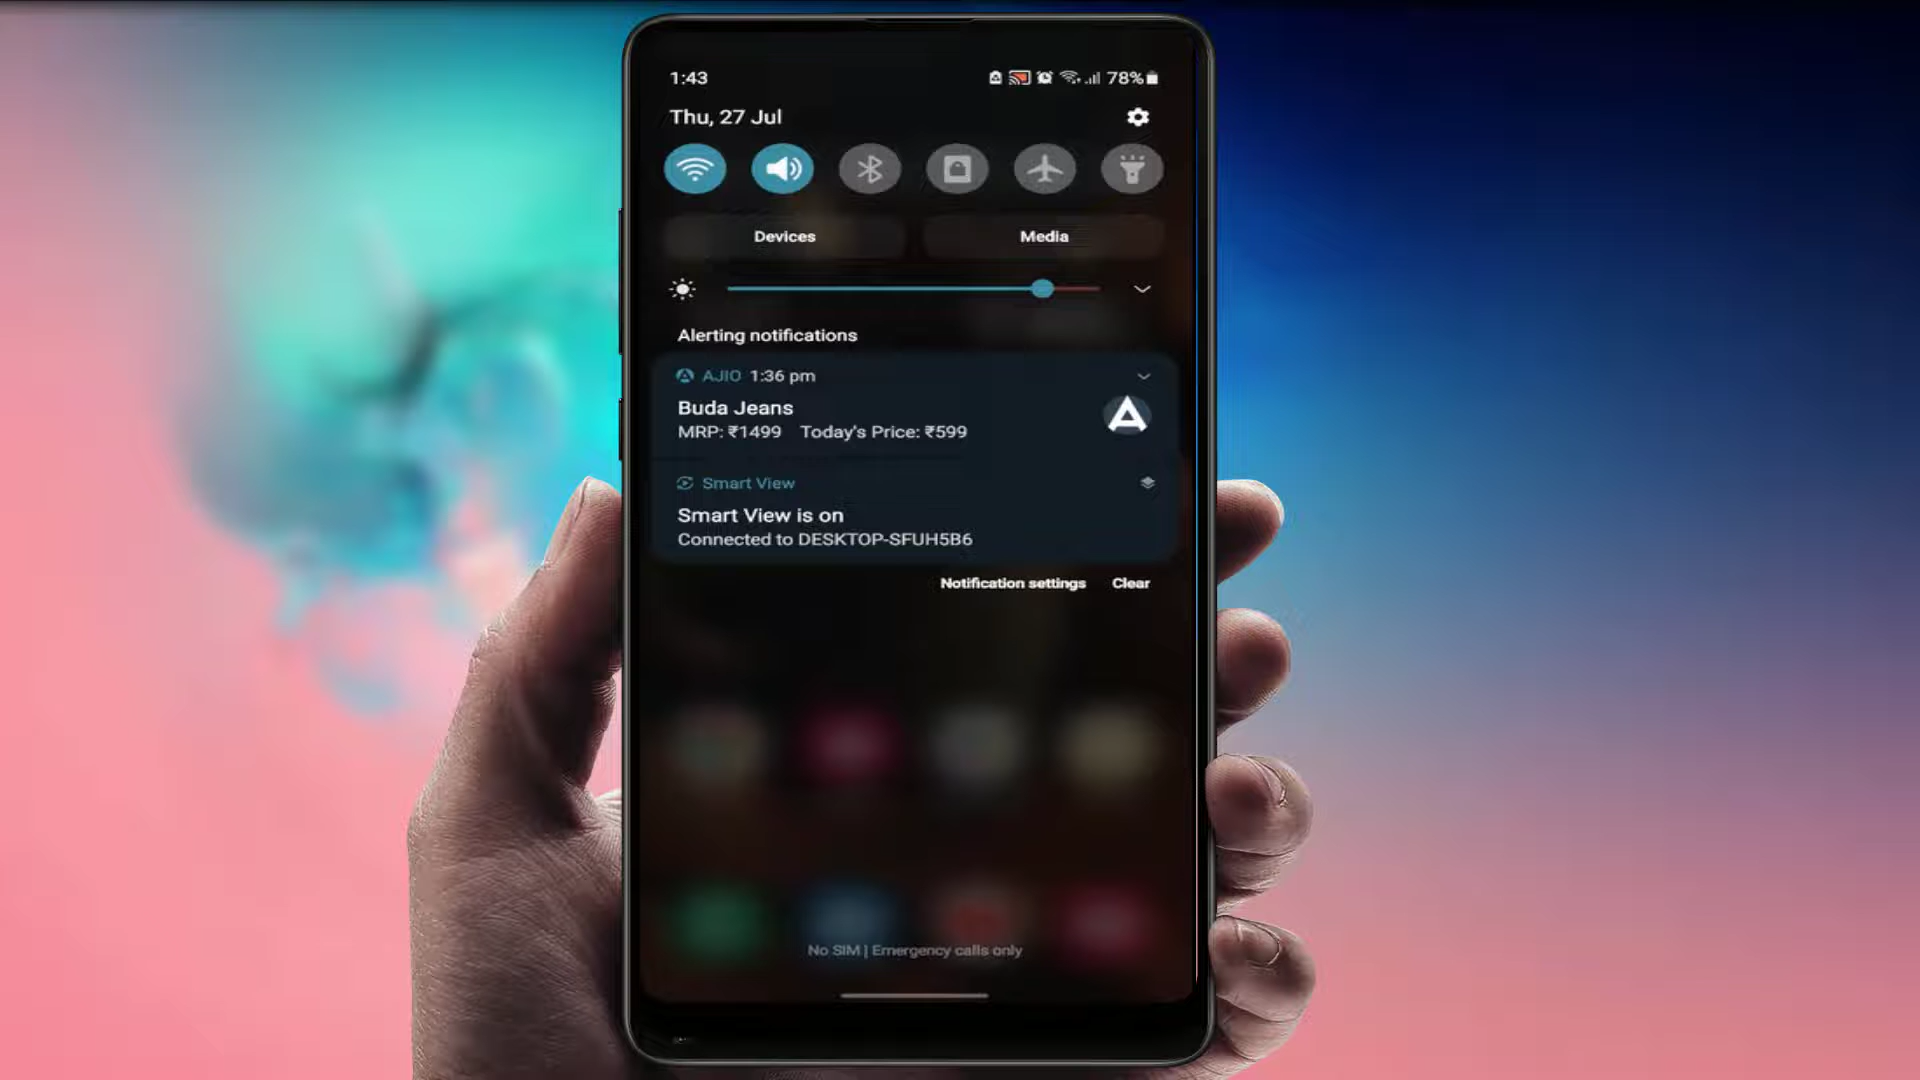 1:43
78%
Thu, 27 Jul
Devices
Media
Alerting notifications
AJIO 1:36 pm
Buda Jeans
MRP: ₹1499 Today's Price: ₹599
Smart View
Smart View is on
Connected to DESKTOP-SFUH5B6
Notification settings
Clear
No SIM | Emergency calls only